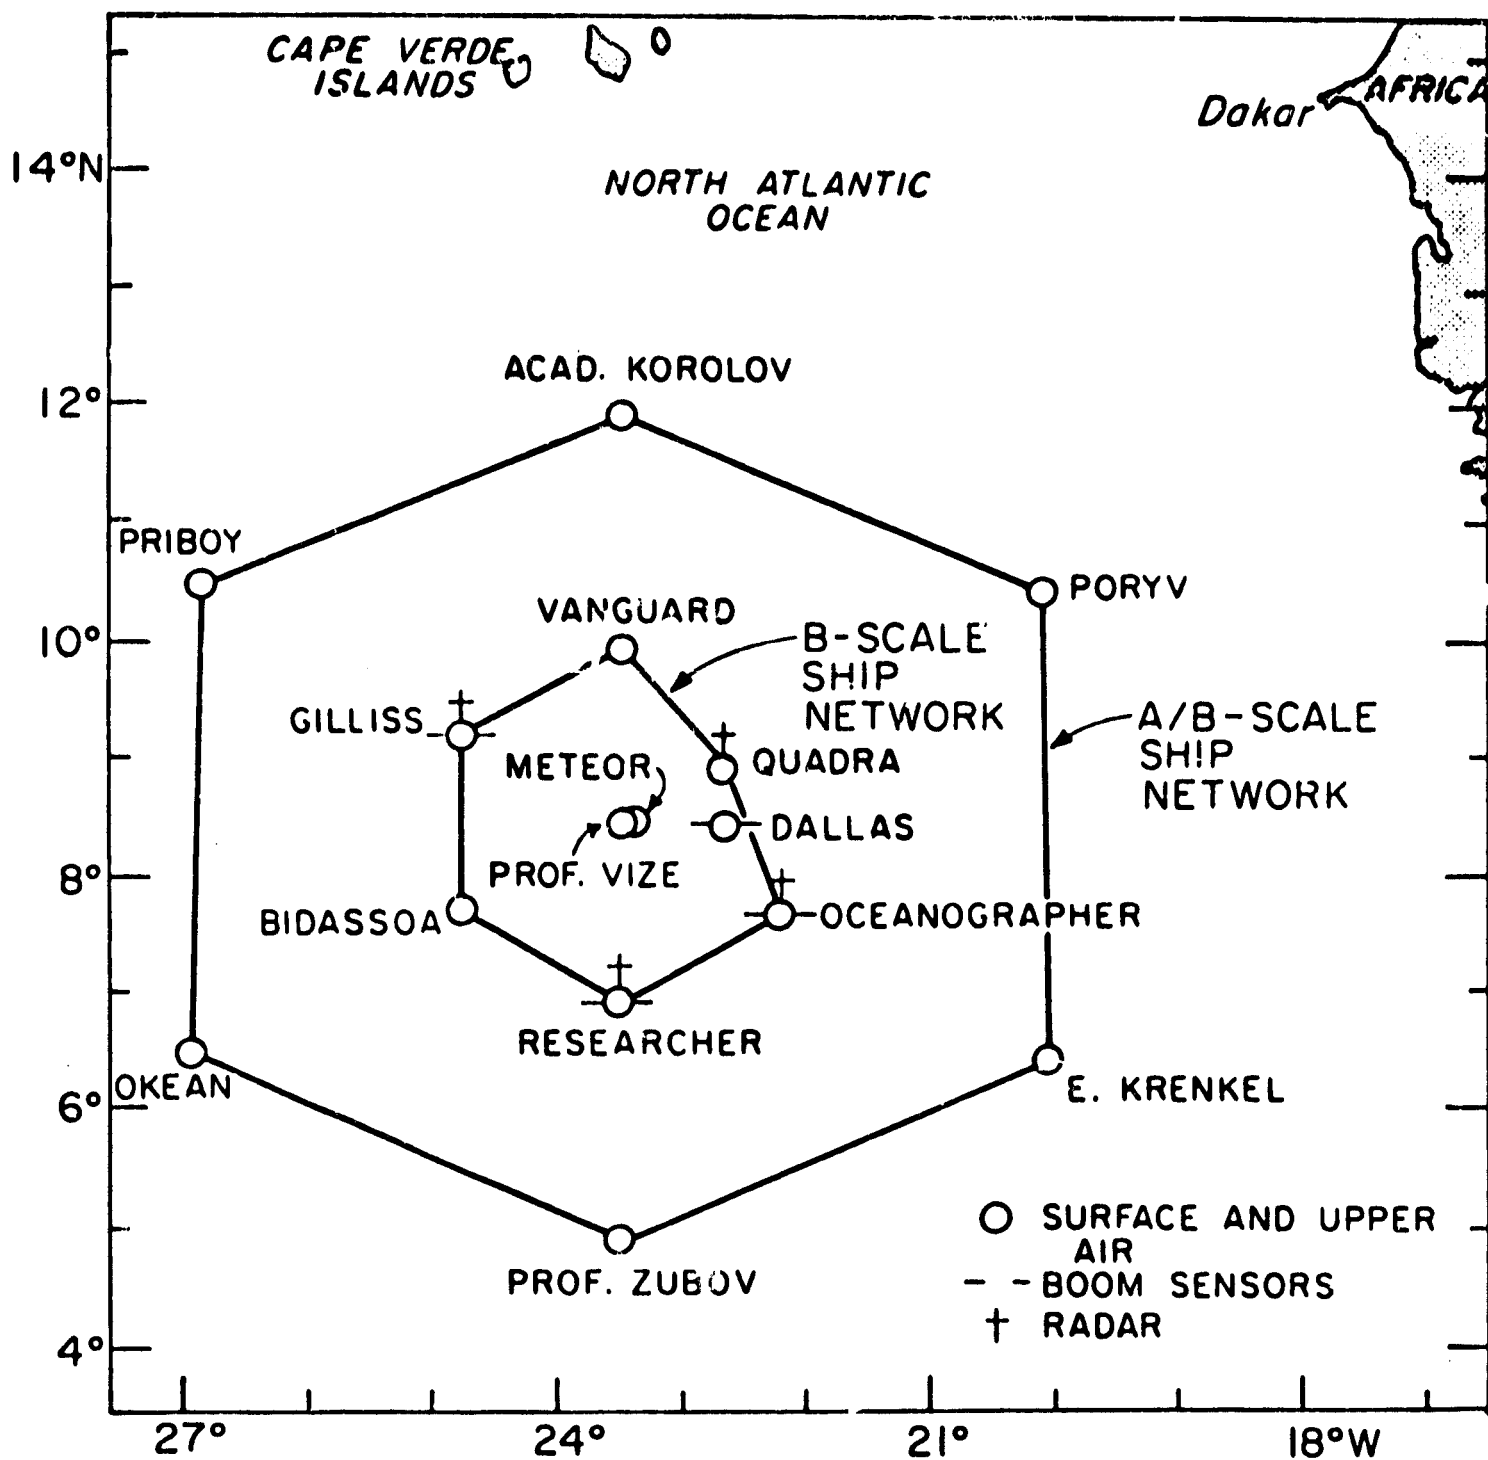 CAPE VERDE
ISLANDS
AFRICA
Dakar
14°N
NORTH ATLANTIC
OCEAN
ACAD. KOROLOV
12°
PRIBOY
PORYV
VANGUARD
10°
B-SCALE
SHIP
NETWORK
GILLISS
A/B-SCALE
SHIP
NETWORK
METEOR
QUADRA
DALLAS
PROF. VIZE
8°
BIDASSOA
OCEANOGRAPHER
RESEARCHER
OKEAN
6°
E. KRENKEL
PROF. ZUBOV
SURFACE AND UPPER
AIR
BOOM SENSORS
RADAR
4°
27°
24°
21°
18°W